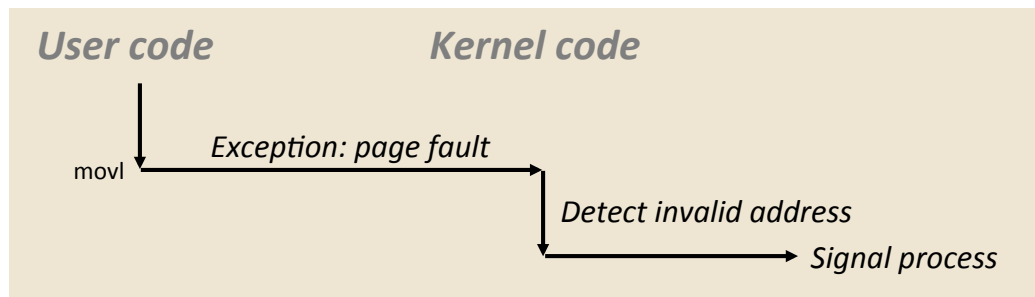 User code
Kernel code
Exception: page fault
movl
Detect invalid address
Signal process